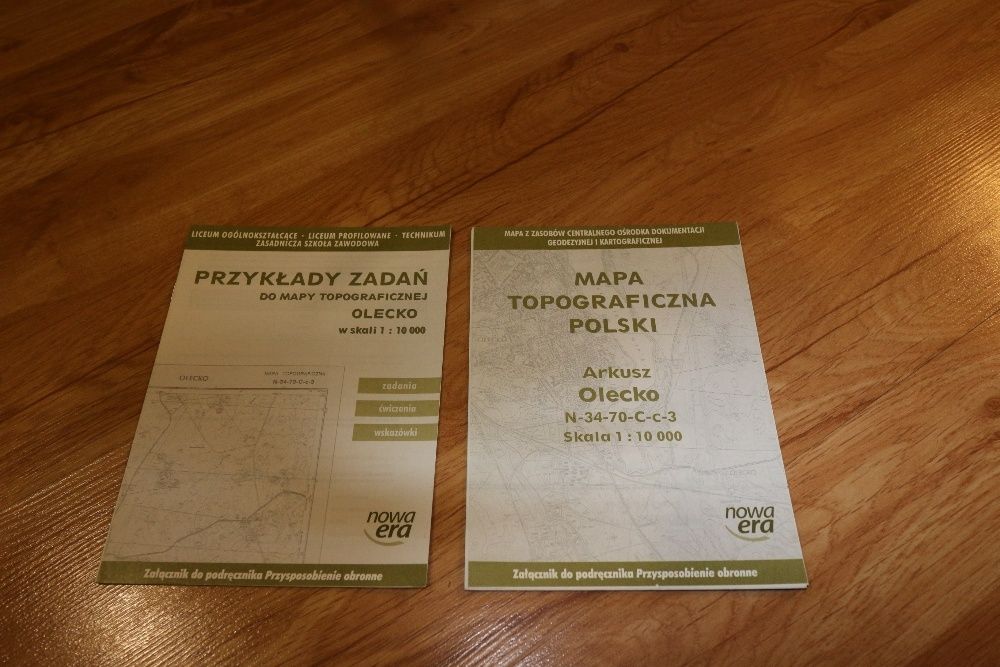 LICEUM OGÓLNOKSZTAŁCĄCE · LICEUM PROFILOWANE · TECHNIKUM
ZASADNICZA SZKOŁA ZAWODOWA
PRZYKŁADY ZADAŃ
DO MAPY TOPOGRAFICZNEJ
OLECKO
w skali 1 : 10 000
OLECKO
MAPA TOPOGRAFICZNA
N-34-70-C-c-3
zadania
ćwiczenia
wskazówki
nowa
era
Załącznik do podręcznika Przysposobienie obronne
MAPA Z ZASOBÓW CENTRALNEGO OŚRODKA DOKUMENTACJI
GEODEZYJNEJ I KARTOGRAFICZNEJ
MAPA
TOPOGRAFICZNA
POLSKI
Arkusz
Olecko
N-34-70-C-c-3
Skala 1 : 10 000
nowa
era
Załącznik do podręcznika Przysposobienie obronne